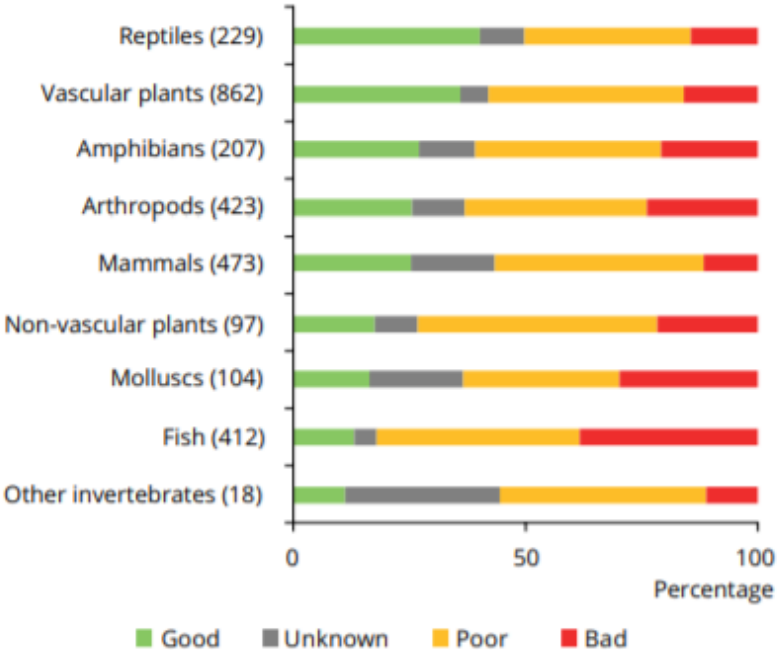 Reptiles (229)
Vascular plants (862)
Amphibians (207)
Arthropods (423)
Mammals (473)
Non-vascular plants (97)
Molluscs (104)
Fish (412)
Other invertebrates (18)
0 50 100
Percentage
Good Unknown Poor Bad